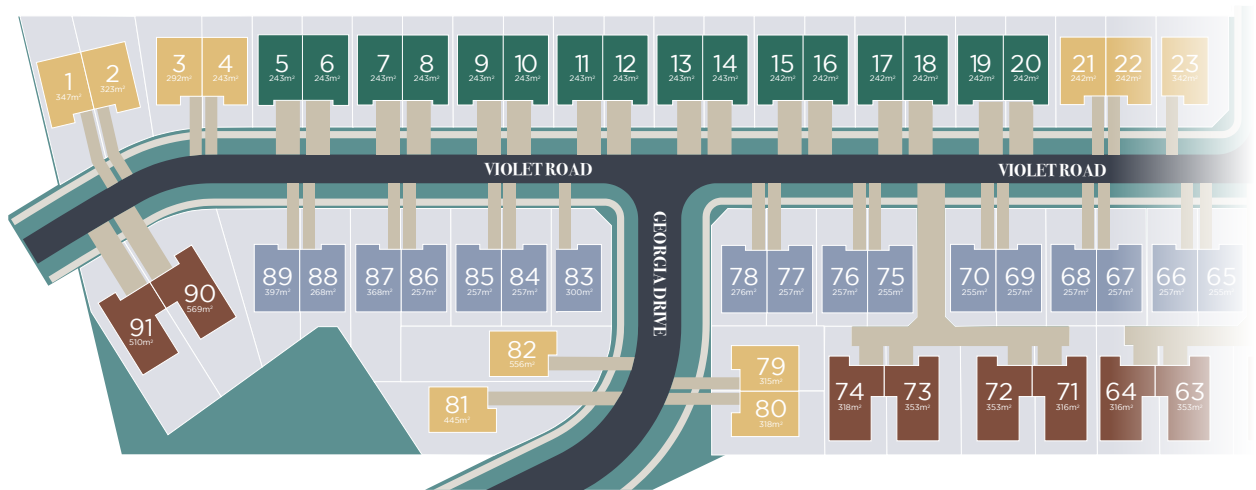 1
347m²
2
323m²
3
292m²
4
243m²
5
243m²
6
243m²
7
243m²
8
243m²
9
243m²
10
243m²
11
243m²
12
243m²
13
243m²
14
243m²
15
242m²
16
242m²
17
242m²
18
242m²
19
242m²
20
242m²
21
242m²
22
242m²
23
342m²
VIOLET ROAD
VIOLET ROAD
GEORGIA DRIVE
91
510m²
90
569m²
89
397m²
88
268m²
87
368m²
86
257m²
85
257m²
84
257m²
83
300m²
78
276m²
77
257m²
76
257m²
75
255m²
70
255m²
69
257m²
68
257m²
67
257m²
66
257m²
65
255m²
82
556m²
81
445m²
79
315m²
80
318m²
74
318m²
73
353m²
72
353m²
71
316m²
64
316m²
63
353m²